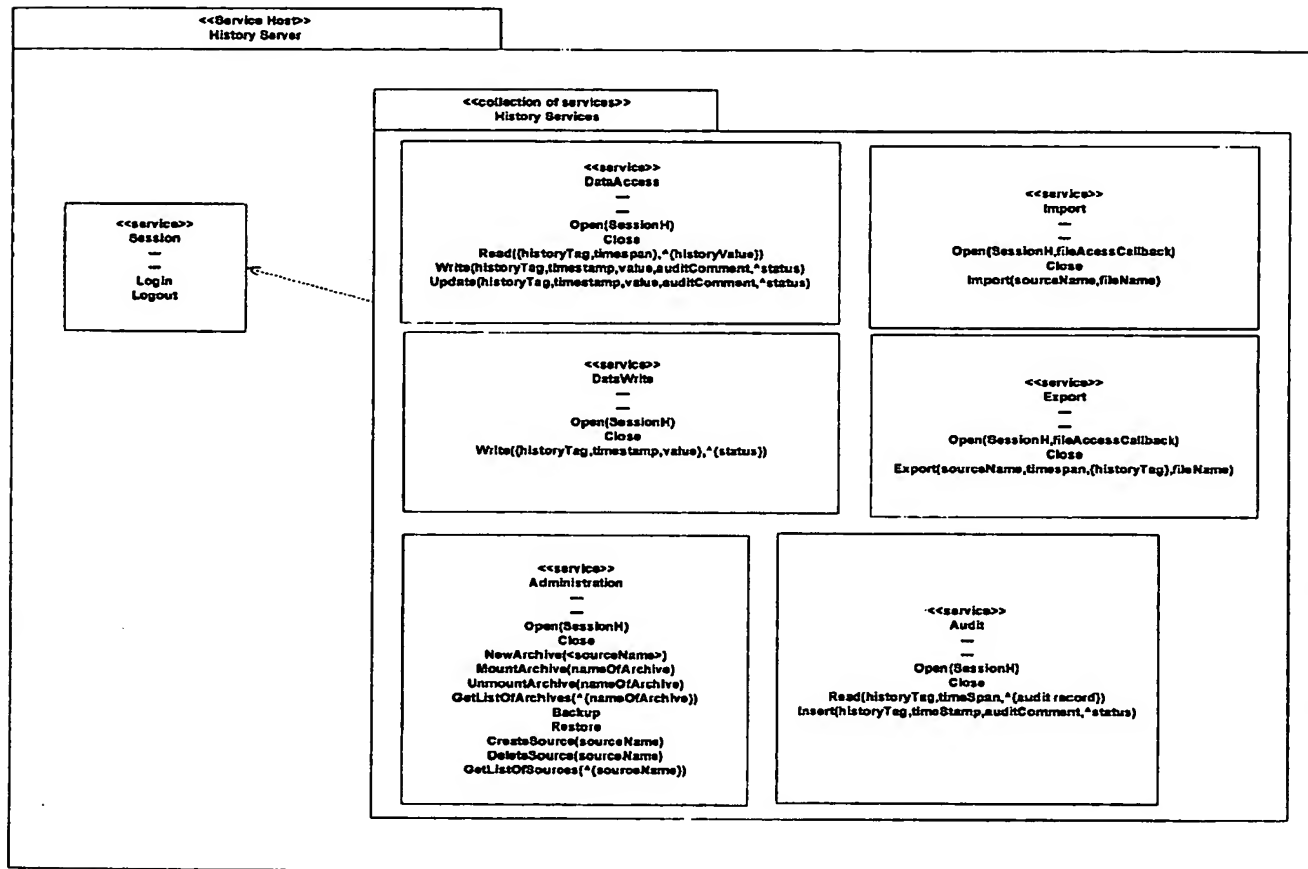 <<Service Host>>
History Server
<<collection of services>>
History Services
<<service>>
Session
—
—
Login
Logout
<<service>>
DataAccess
—
—
Open(SessionH)
Close
Read({historyTag,timespan},^{historyValue})
Write(historyTag,timestamp,value,auditComment,^status)
Update(historyTag,timestamp,value,auditComment,^status)
<<service>>
Import
—
—
Open(SessionH,fileAcessCallback)
Close
Import(sourceName,fileName)
<<service>>
DataWrite
—
—
Open(SessionH)
Close
Write({historyTag,timestamp,value},^{status})
<<service>>
Export
—
—
Open(SessionH,fileAccessCallback)
Close
Export(sourceName,timespan,{historyTag},fileName)
<<service>>
Administration
—
—
Open(SessionH)
Close
NewArchive(<sourceName>)
MountArchive(nameOfArchive)
UnmountArchive(nameOfArchive)
GetListOfArchives(^{nameOfArchive})
Backup
Restore
CreateSource(sourceName)
DeleteSource(sourceName)
GetListOfSources(^{sourceName})
<<service>>
Audit
—
—
Open(SessionH)
Close
Read(historyTag,timeSpan,^{audit record})
Insert(historyTag,timeStamp,auditComment,^status)